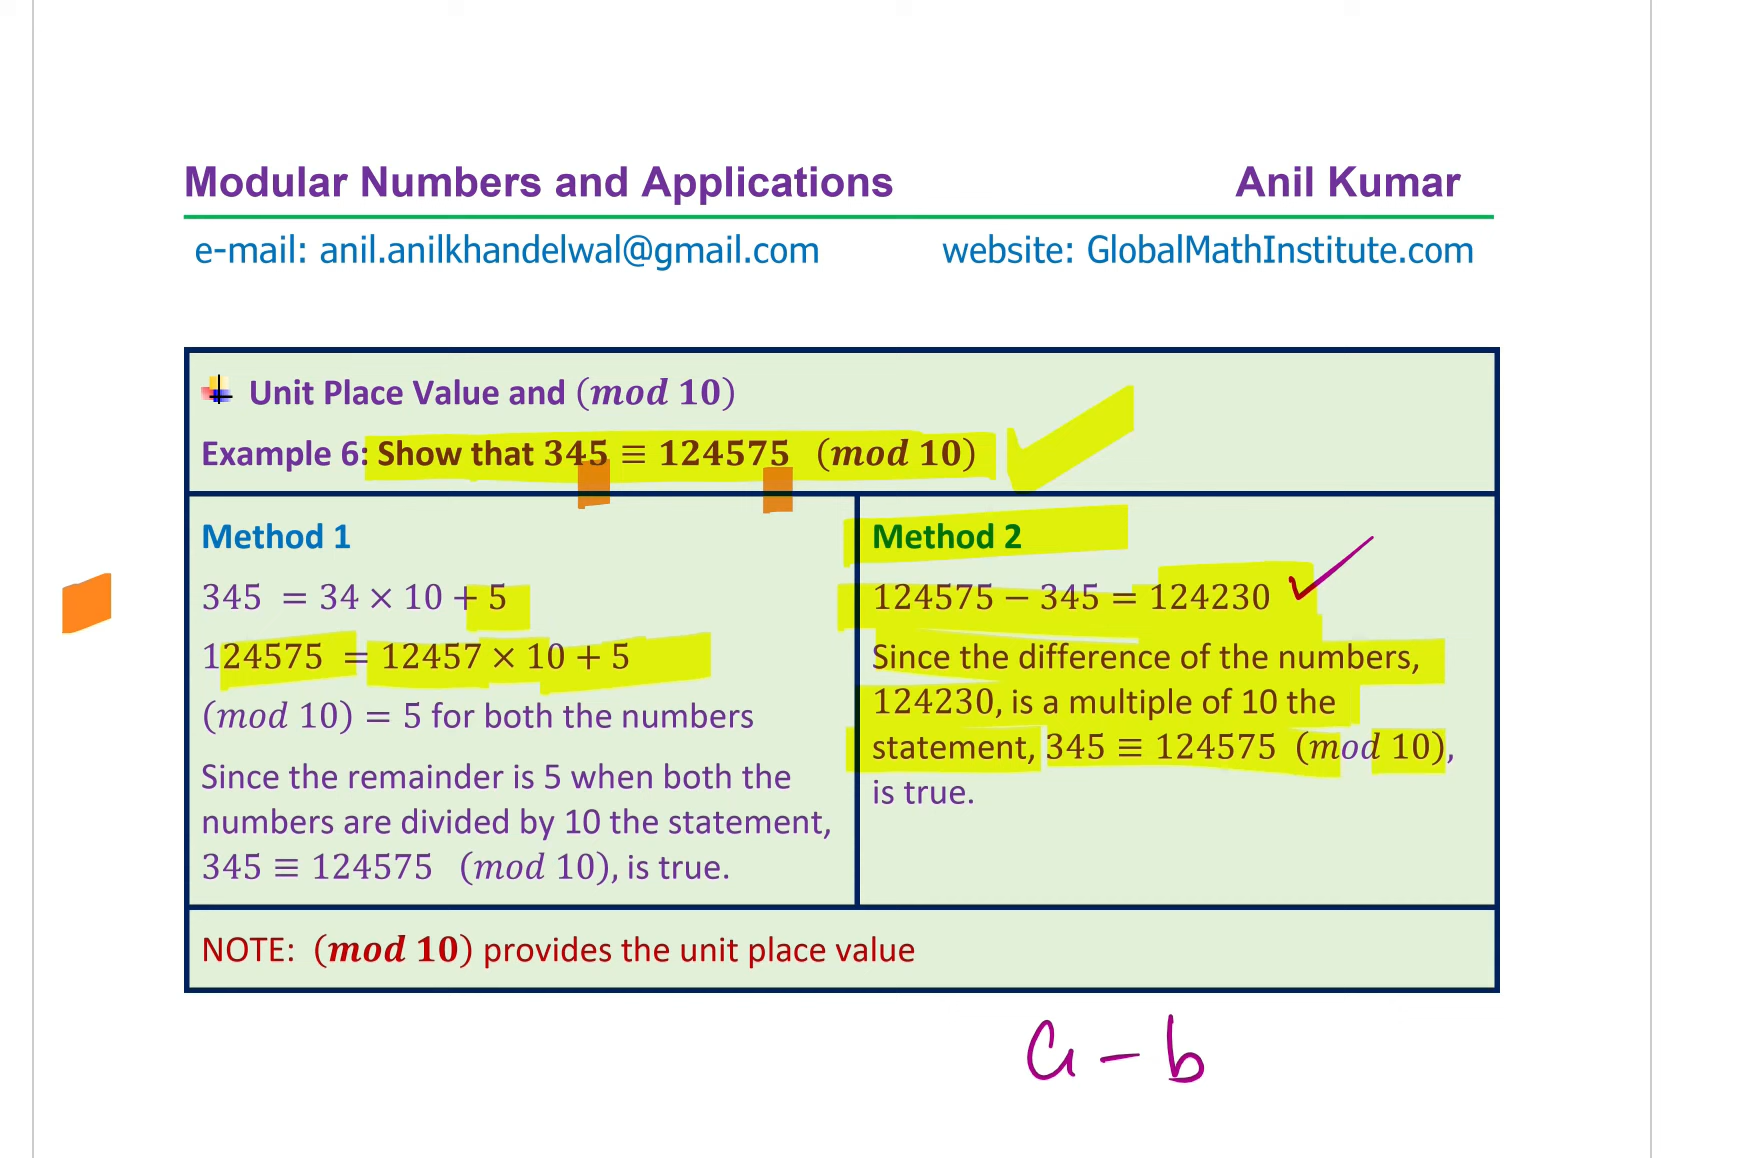 Modular Numbers and Applications Anil Kumar
e-mail: anil.anilkhandelwal@gmail.com website: GlobalMathInstitute.com
Unit Place Value and (mod 10)
Example 6: Show that 345 ≡ 124575 (mod 10)
Method 1
345 = 34 × 10 + 5
124575 = 12457 × 10 + 5
(mod 10) = 5 for both the numbers
Since the remainder is 5 when both the
numbers are divided by 10 the statement,
345 ≡ 124575 (mod 10), is true.
Method 2
124575 − 345 = 124230
Since the difference of the numbers,
124230, is a multiple of 10 the
statement, 345 ≡ 124575 (mod 10),
is true.
NOTE: (mod 10) provides the unit place value
a − b